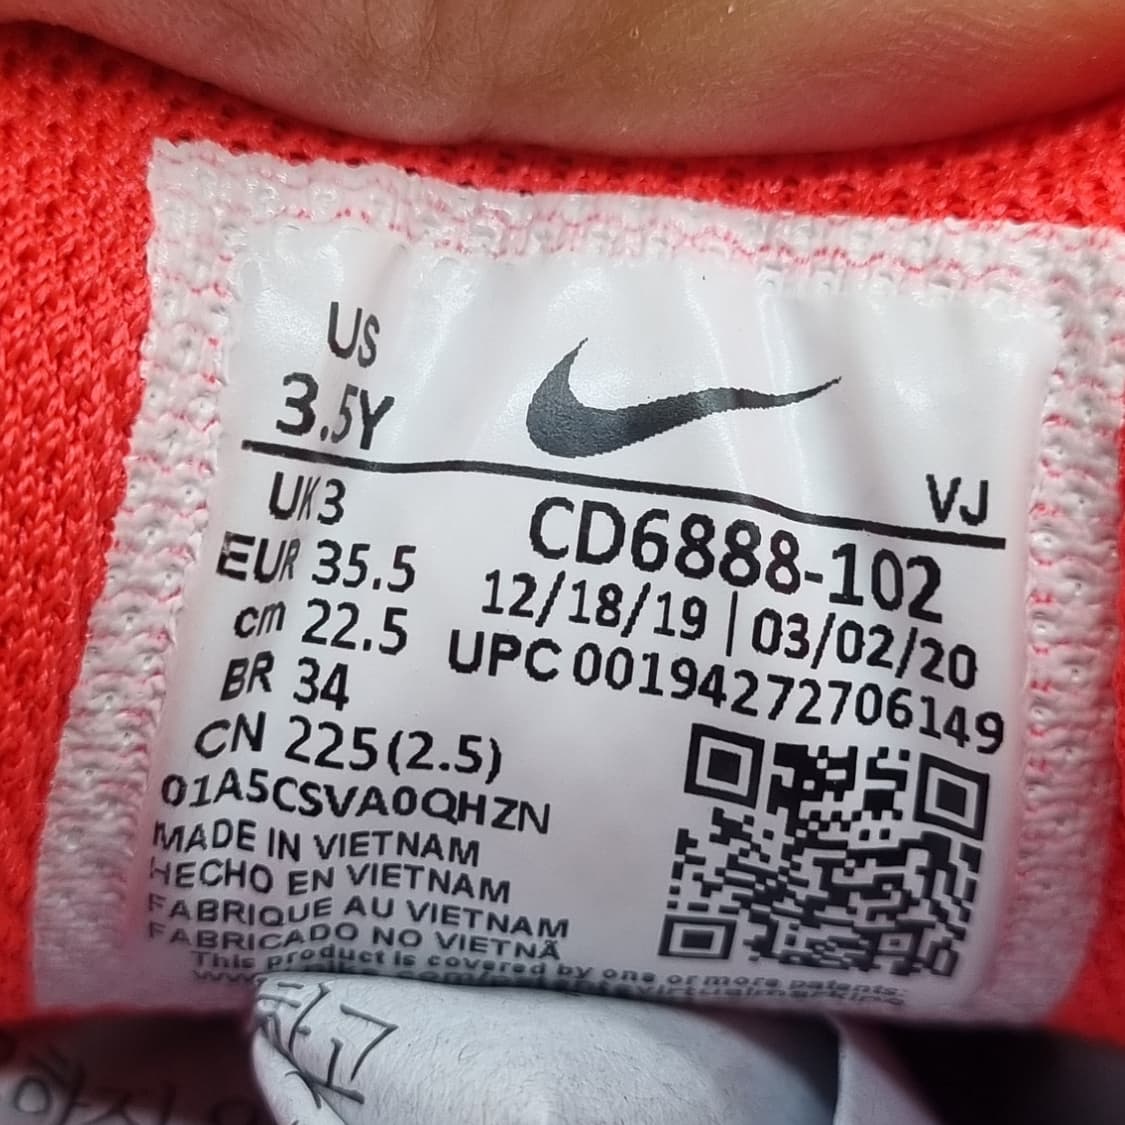 US
3.5Y
VJ
UK 3
EUR 35.5
cm 22.5
BR 34
CN 225(2.5)
CD6888-102
12/18/19 | 03/02/20
UPC 00194272706149
01A5CSVA0QHZN
MADE IN VIETNAM
HECHO EN VIETNAM
FABRIQUE AU VIETNAM
FABRICADO NO VIETNÃ
This product is covered by one or more patents: